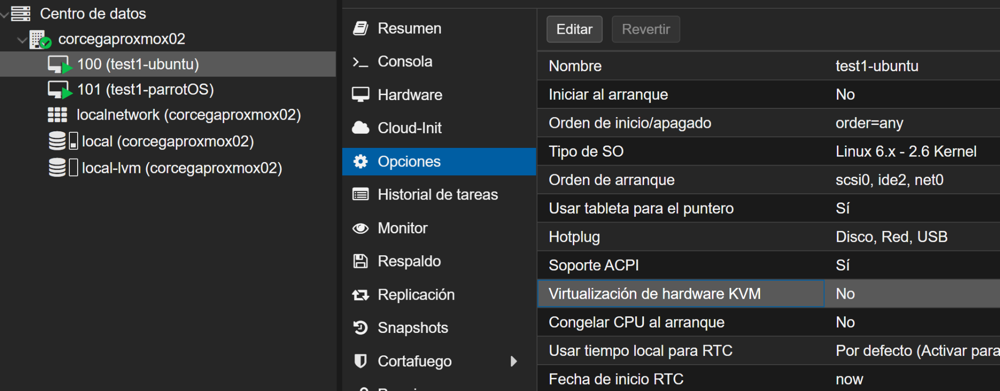 Centro de datos
corcegaproxmox02
100 (test1-ubuntu)
101 (test1-parrotOS)
localnetwork (corcegaproxmox02)
local (corcegaproxmox02)
local-lvm (corcegaproxmox02)
Resumen
Consola
Hardware
Cloud-Init
Opciones
Historial de tareas
Monitor
Respaldo
Replicación
Snapshots
Cortafuego
Editar Revertir
Nombre test1-ubuntu
Iniciar al arranque No
Orden de inicio/apagado order=any
Tipo de SO Linux 6.x - 2.6 Kernel
Orden de arranque scsi0, ide2, net0
Usar tableta para el puntero Sí
Hotplug Disco, Red, USB
Soporte ACPI Sí
Virtualización de hardware KVM No
Congelar CPU al arranque No
Usar tiempo local para RTC Por defecto (Activar para
Fecha de inicio RTC now